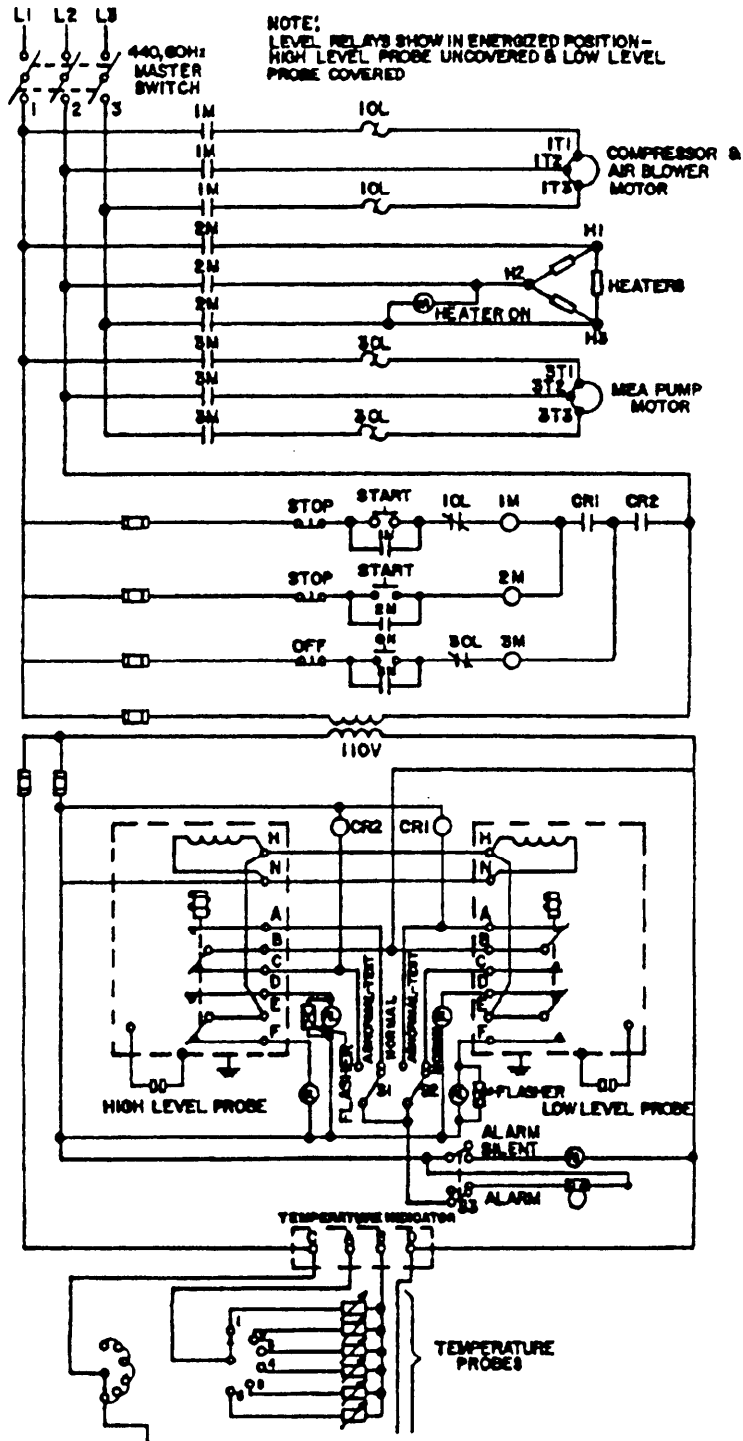 L1 L2 L3
NOTE:
LEVEL RELAYS SHOW IN ENERGIZED POSITION-
HIGH LEVEL PROBE UNCOVERED & LOW LEVEL
PROBE COVERED
440,60Hz
MASTER
SWITCH
1 2 3
1M 1OL
1T1
1M
1T2
COMPRESSOR &
AIR BLOWER
MOTOR
1M 1OL
1T3
2M
H1
2M
H2
HEATERS
2M
HEATER ON
H3
3M 3OL
3T1
3M
3T2
MEA PUMP
MOTOR
3M 3OL
3T3
STOP START 1OL 1M CR1 CR2
1M
STOP START 2M
2M
OFF ON 3OL 3M
110V
CR2 CR1
H H
N N
A A
B B
C C
D D
E E
F F
ABNORMAL-TEST
NORMAL
ABNORMAL-TEST
FLASHER
S1 S2
FLASHER
HIGH LEVEL PROBE
LOW LEVEL PROBE
ALARM
SILENT
S3 ALARM
TEMPERATURE INDICATOR
C A
1
3
4
5
6
TEMPERATURE
PROBES